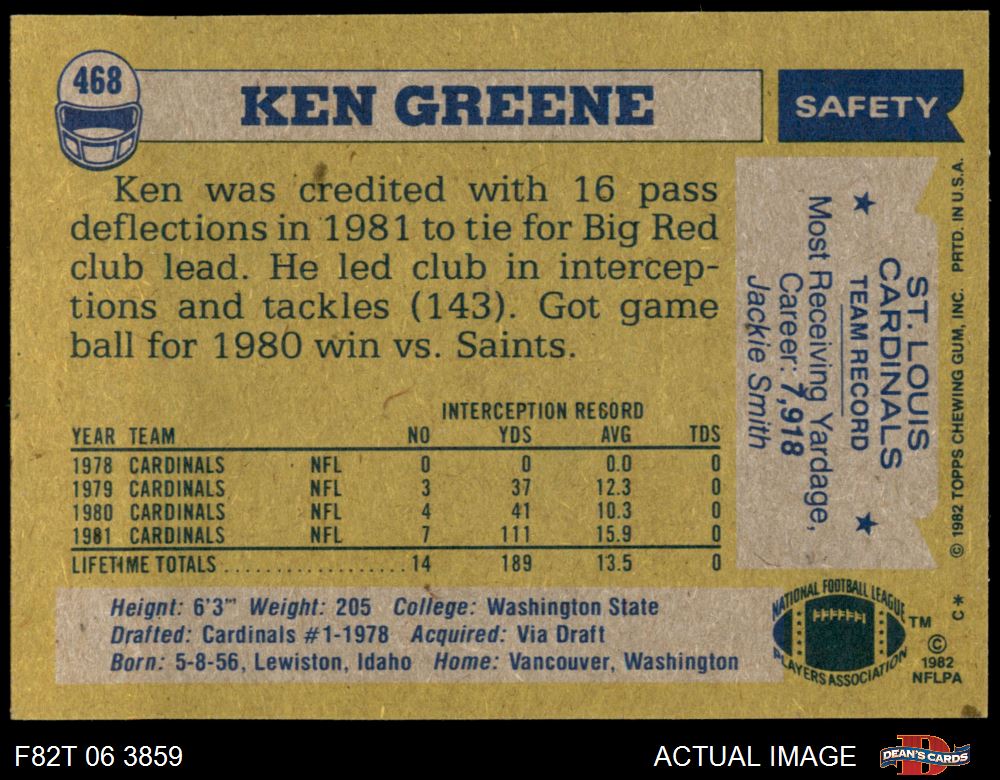 468
KEN GREENE
SAFETY
Ken was credited with 16 pass
deflections in 1981 to tie for Big Red
club lead. He led club in intercep-
tions and tackles (143). Got game
ball for 1980 win vs. Saints.
INTERCEPTION RECORD
YEAR TEAM NO YDS AVG TDS
1978 CARDINALS NFL 0 0 0.0 0
1979 CARDINALS NFL 3 37 12.3 0
1980 CARDINALS NFL 4 41 10.3 0
1981 CARDINALS NFL 7 111 15.9 0
LIFETIME TOTALS .................. 14 189 13.5 0
Height: 6'3" Weight: 205 College: Washington State
Drafted: Cardinals #1-1978 Acquired: Via Draft
Born: 5-8-56, Lewiston, Idaho Home: Vancouver, Washington
ST. LOUIS
CARDINALS
★ TEAM RECORD ★
Most Receiving Yardage,
Career: 7,918
Jackie Smith
© 1982 TOPPS CHEWING GUM, INC. PRTD. IN U.S.A.
C*
NATIONAL FOOTBALL LEAGUE
PLAYERS ASSOCIATION
TM
©
1982
NFLPA
F82T 06 3859
ACTUAL IMAGE
DEAN'S CARDS